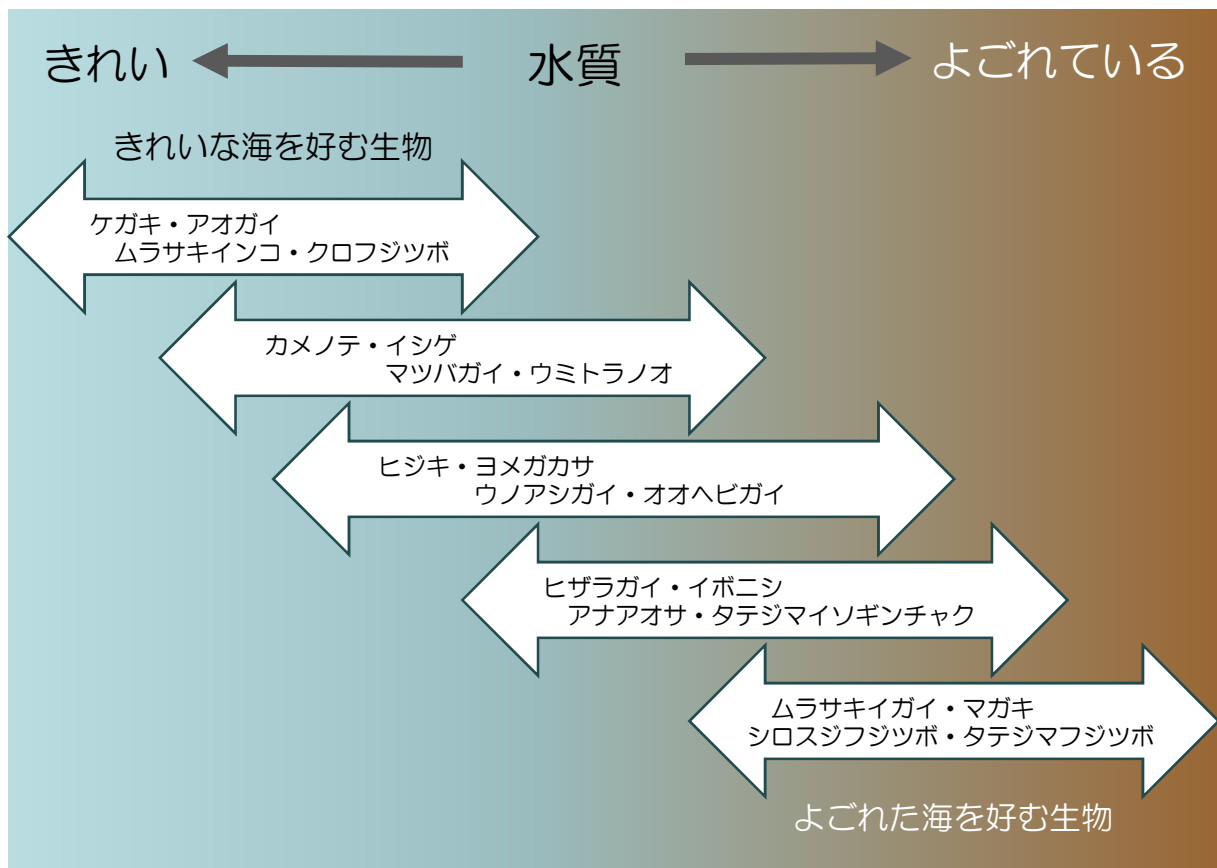 きれい 水質 よごれている
きれいな海を好む生物
ケガキ・アオガイ
ムラサキインコ・クロフジツボ
カメノテ・イシゲ
マツバガイ・ウミトラノオ
ヒジキ・ヨメガカサ
ウノアシガイ・オオヘビガイ
ヒザラガイ・イボニシ
アナアオサ・タテジマイソギンチャク
ムラサキイガイ・マガキ
シロスジフジツボ・タテジマフジツボ
よごれた海を好む生物